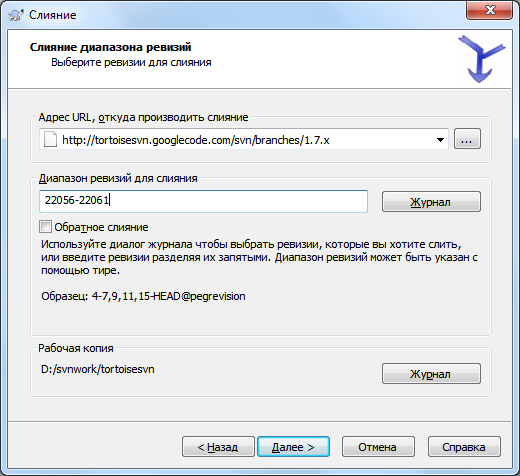 Слияние
Слияние диапазона ревизий
Выберите ревизии для слияния
Адрес URL, откуда производить слияние
http://tortoisesvn.googlecode.com/svn/branches/1.7.x
...
Диапазон ревизий для слияния
22056-22061
Журнал
Обратное слияние
Используйте диалог журнала чтобы выбрать ревизии, которые вы хотите слить,
или введите ревизии разделяя их запятыми. Диапазон ревизий может быть указан с
помощью тире.
Образец: 4-7,9,11,15-HEAD@pegrevision
Рабочая копия
D:/svnwork/tortoisesvn
Журнал
< Назад
Далее >
Отмена
Справка